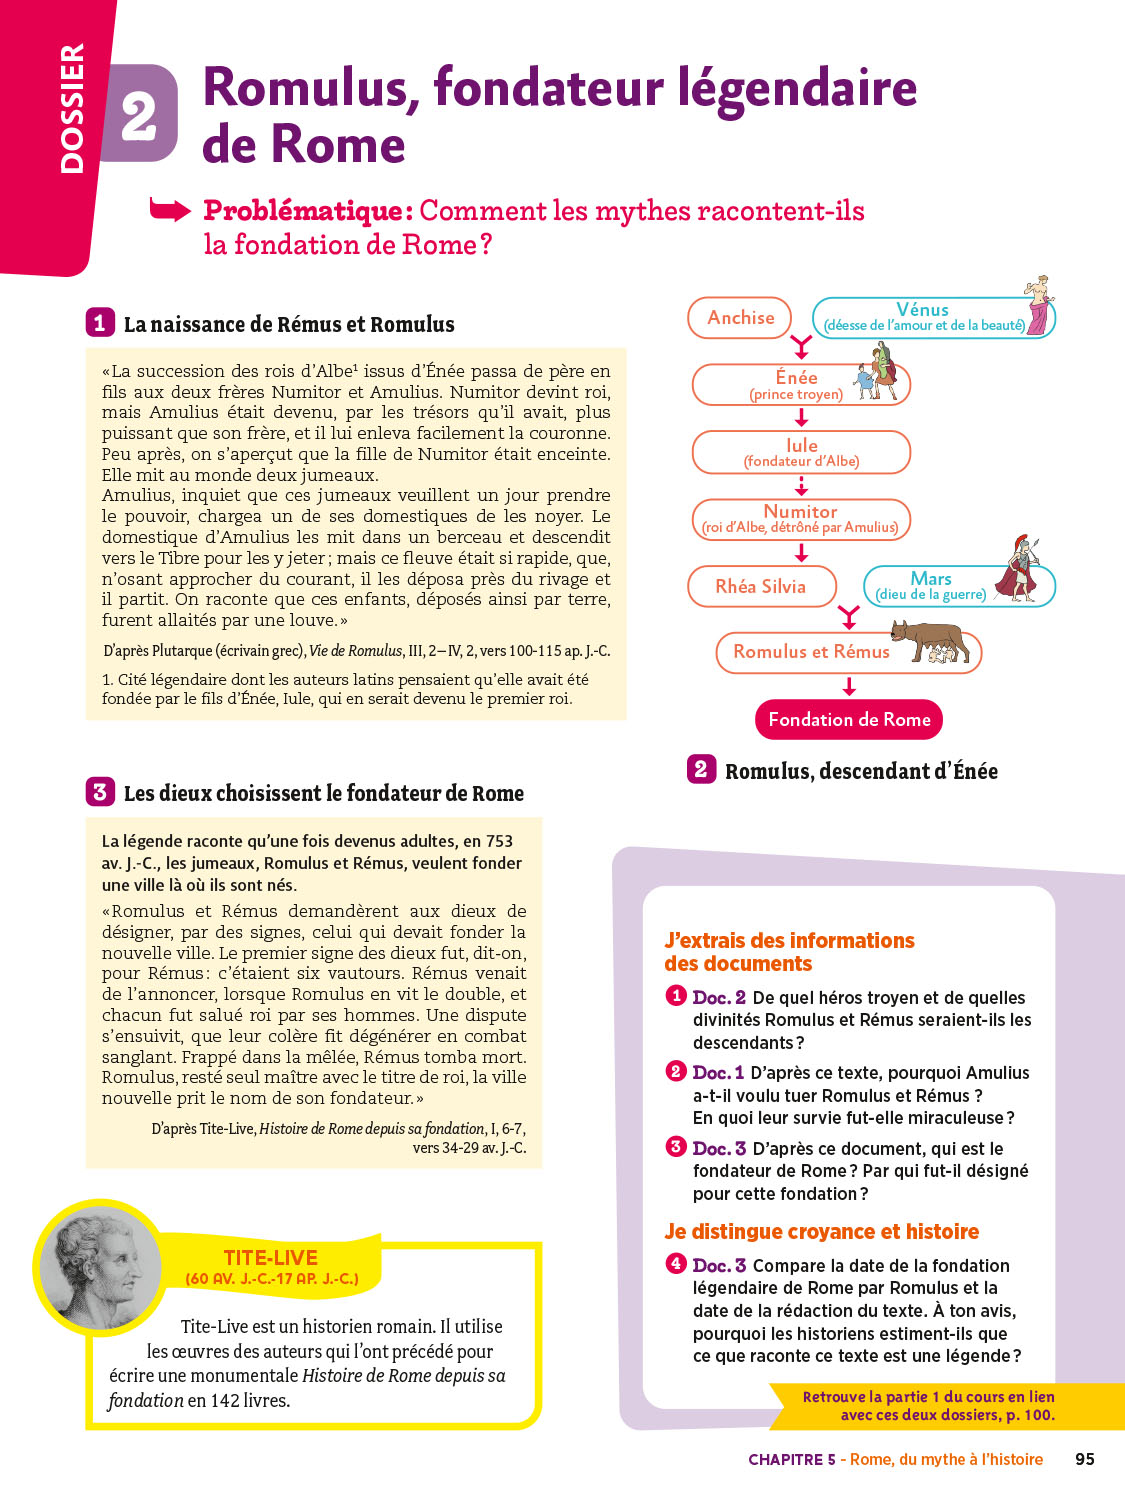 DOSSIER
2
Romulus, fondateur légendaire
de Rome
Problématique : Comment les mythes racontent-ils
la fondation de Rome ?
1 La naissance de Rémus et Romulus
« La succession des rois d'Albe¹ issus d'Énée passa de père en
fils aux deux frères Numitor et Amulius. Numitor devint roi,
mais Amulius était devenu, par les trésors qu'il avait, plus
puissant que son frère, et il lui enleva facilement la couronne.
Peu après, on s'aperçut que la fille de Numitor était enceinte.
Elle mit au monde deux jumeaux.
Amulius, inquiet que ces jumeaux veuillent un jour prendre
le pouvoir, chargea un de ses domestiques de les noyer. Le
domestique d'Amulius les mit dans un berceau et descendit
vers le Tibre pour les y jeter ; mais ce fleuve était si rapide, que,
n'osant approcher du courant, il les déposa près du rivage et
il partit. On raconte que ces enfants, déposés ainsi par terre,
furent allaités par une louve. »
D'après Plutarque (écrivain grec), Vie de Romulus, III, 2–IV, 2, vers 100-115 ap. J.-C.
1. Cité légendaire dont les auteurs latins pensaient qu'elle avait été
fondée par le fils d'Énée, Iule, qui en serait devenu le premier roi.
Anchise
Vénus
(déesse de l'amour et de la beauté)
Énée
(prince troyen)
Iule
(fondateur d'Albe)
Numitor
(roi d'Albe, détrôné par Amulius)
Rhéa Silvia
Mars
(dieu de la guerre)
Romulus et Rémus
Fondation de Rome
2 Romulus, descendant d'Énée
3 Les dieux choisissent le fondateur de Rome
La légende raconte qu'une fois devenus adultes, en 753
av. J.-C., les jumeaux, Romulus et Rémus, veulent fonder
une ville là où ils sont nés.
« Romulus et Rémus demandèrent aux dieux de
désigner, par des signes, celui qui devait fonder la
nouvelle ville. Le premier signe des dieux fut, dit-on,
pour Rémus : c'étaient six vautours. Rémus venait
de l'annoncer, lorsque Romulus en vit le double, et
chacun fut salué roi par ses hommes. Une dispute
s'ensuivit, que leur colère fit dégénérer en combat
sanglant. Frappé dans la mêlée, Rémus tomba mort.
Romulus, resté seul maître avec le titre de roi, la ville
nouvelle prit le nom de son fondateur. »
D'après Tite-Live, Histoire de Rome depuis sa fondation, I, 6-7,
vers 34-29 av. J.-C.
TITE-LIVE
(60 AV. J.-C.-17 AP. J.-C.)
Tite-Live est un historien romain. Il utilise
les œuvres des auteurs qui l'ont précédé pour
écrire une monumentale Histoire de Rome depuis sa
fondation en 142 livres.
J'extrais des informations
des documents
1 Doc. 2 De quel héros troyen et de quelles
divinités Romulus et Rémus seraient-ils les
descendants ?
2 Doc. 1 D'après ce texte, pourquoi Amulius
a-t-il voulu tuer Romulus et Rémus ?
En quoi leur survie fut-elle miraculeuse ?
3 Doc. 3 D'après ce document, qui est le
fondateur de Rome ? Par qui fut-il désigné
pour cette fondation ?
Je distingue croyance et histoire
4 Doc. 3 Compare la date de la fondation
légendaire de Rome par Romulus et la
date de la rédaction du texte. À ton avis,
pourquoi les historiens estiment-ils que
ce que raconte ce texte est une légende ?
Retrouve la partie 1 du cours en lien
avec ces deux dossiers, p. 100.
CHAPITRE 5 - Rome, du mythe à l'histoire 95